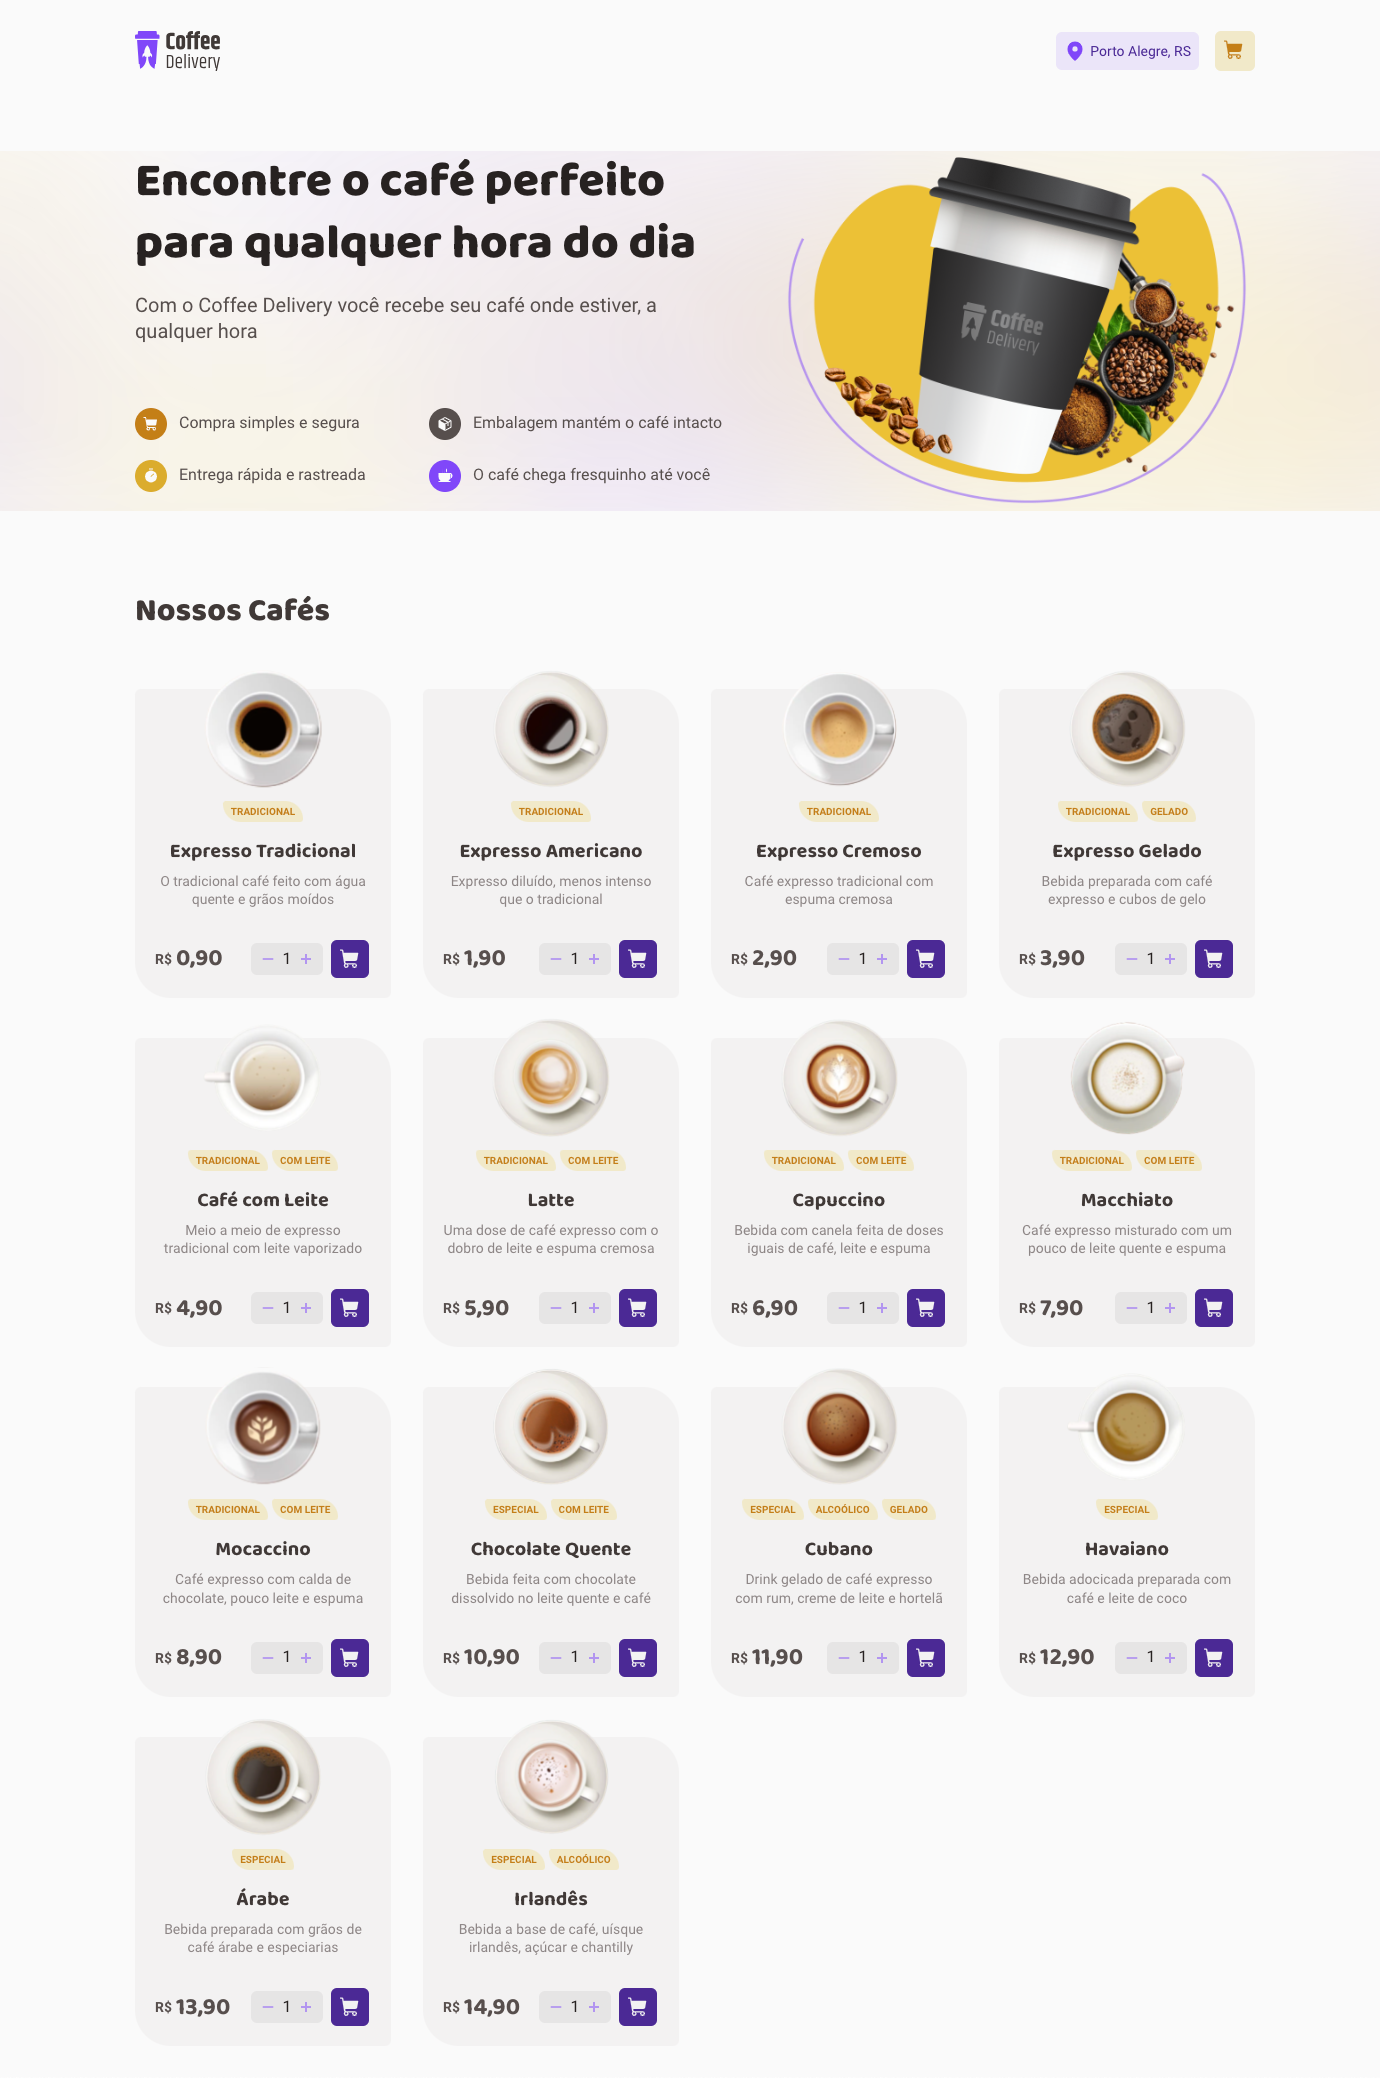 Coffee
Delivery
Porto Alegre, RS
Encontre o café perfeito
para qualquer hora do dia
Com o Coffee Delivery você recebe seu café onde estiver, a
qualquer hora
Coffee
Delivery
Compra simples e segura
Embalagem mantém o café intacto
Entrega rápida e rastreada
O café chega fresquinho até você
Nossos Cafés
TRADICIONAL
Expresso Tradicional
O tradicional café feito com água
quente e grãos moídos
R$ 0,90
1
TRADICIONAL
Expresso Americano
Expresso diluído, menos intenso
que o tradicional
R$ 1,90
1
TRADICIONAL
Expresso Cremoso
Café expresso tradicional com
espuma cremosa
R$ 2,90
1
TRADICIONAL GELADO
Expresso Gelado
Bebida preparada com café
expresso e cubos de gelo
R$ 3,90
1
TRADICIONAL COM LEITE
Café com Leite
Meio a meio de expresso
tradicional com leite vaporizado
R$ 4,90
1
TRADICIONAL COM LEITE
Latte
Uma dose de café expresso com o
dobro de leite e espuma cremosa
R$ 5,90
1
TRADICIONAL COM LEITE
Capuccino
Bebida com canela feita de doses
iguais de café, leite e espuma
R$ 6,90
1
TRADICIONAL COM LEITE
Macchiato
Café expresso misturado com um
pouco de leite quente e espuma
R$ 7,90
1
TRADICIONAL COM LEITE
Mocaccino
Café expresso com calda de
chocolate, pouco leite e espuma
R$ 8,90
1
ESPECIAL COM LEITE
Chocolate Quente
Bebida feita com chocolate
dissolvido no leite quente e café
R$ 10,90
1
ESPECIAL ALCOÓLICO GELADO
Cubano
Drink gelado de café expresso
com rum, creme de leite e hortelã
R$ 11,90
1
ESPECIAL
Havaiano
Bebida adocicada preparada com
café e leite de coco
R$ 12,90
1
ESPECIAL
Árabe
Bebida preparada com grãos de
café árabe e especiarias
R$ 13,90
1
ESPECIAL ALCOÓLICO
Irlandês
Bebida a base de café, uísque
irlandês, açúcar e chantilly
R$ 14,90
1